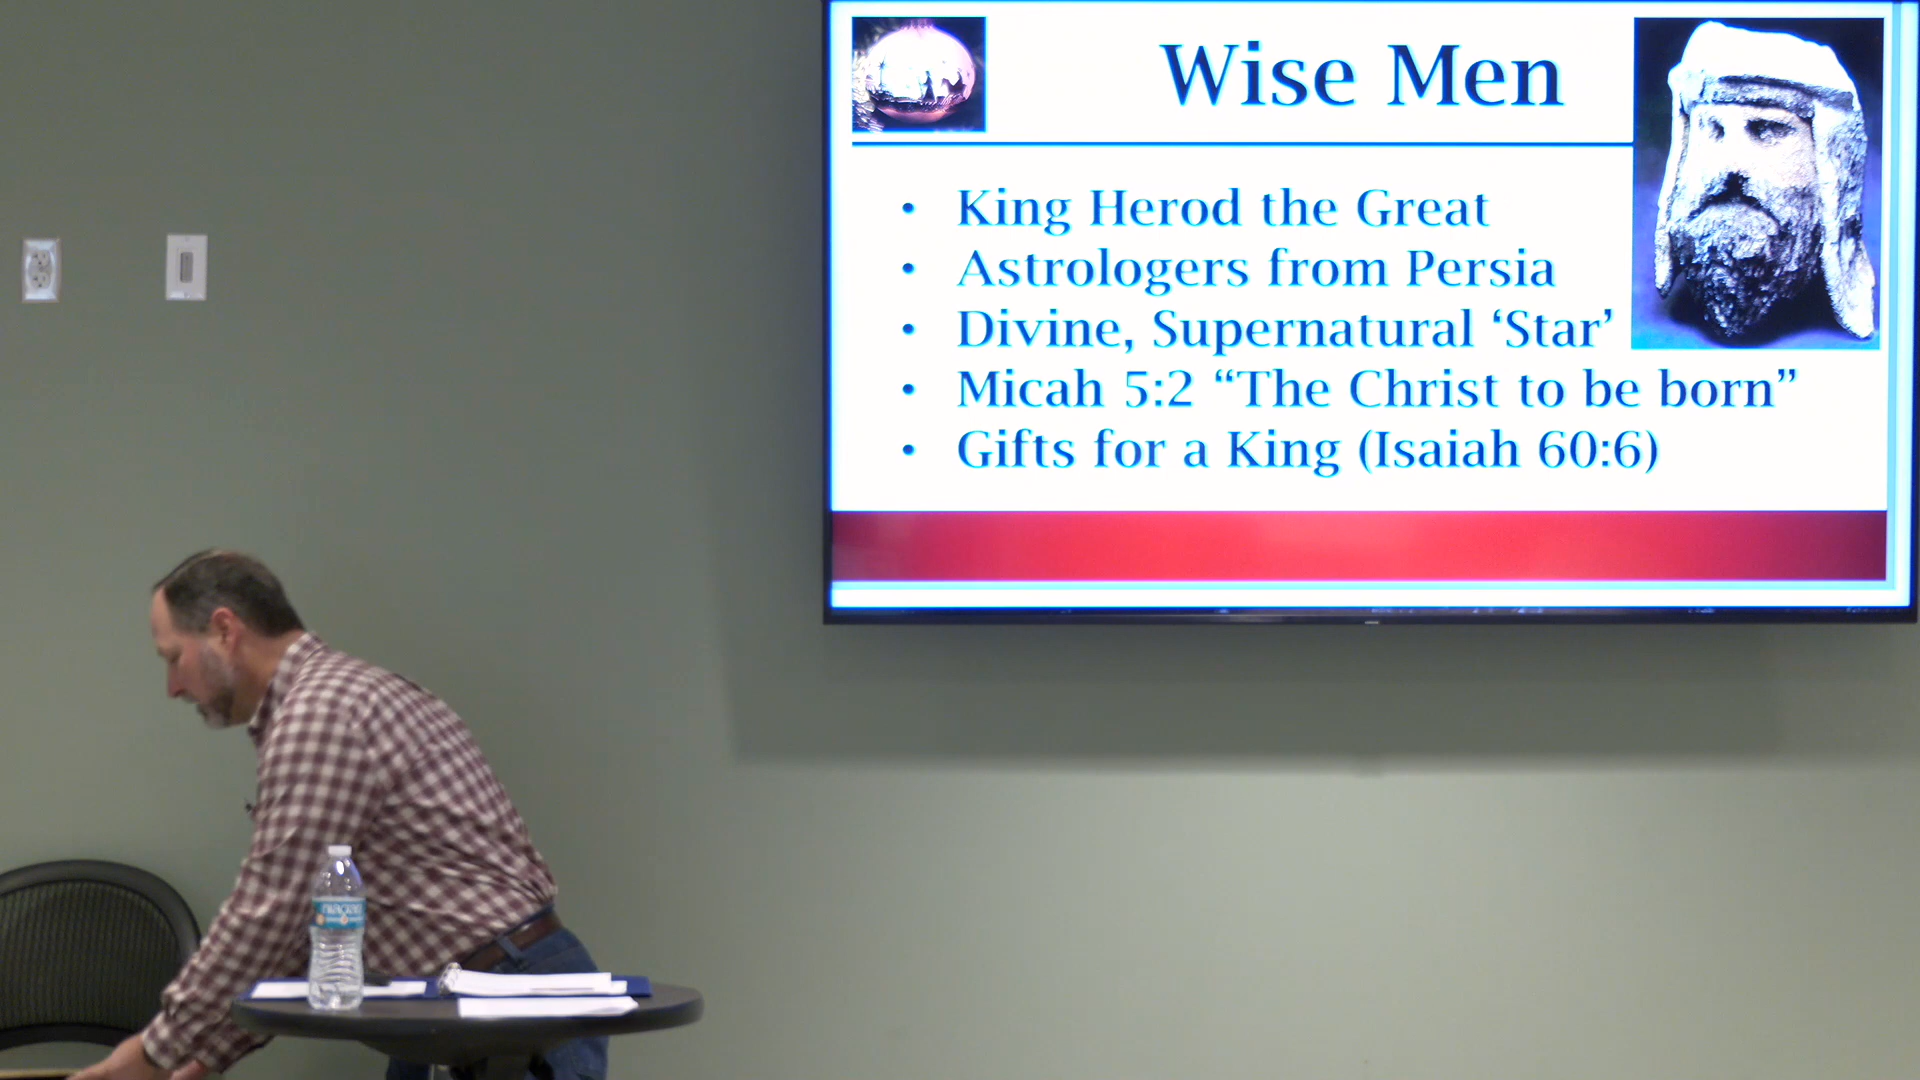 Wise Men
• King Herod the Great
• Astrologers from Persia
• Divine, Supernatural ‘Star’
• Micah 5:2 “The Christ to be born”
• Gifts for a King (Isaiah 60:6)